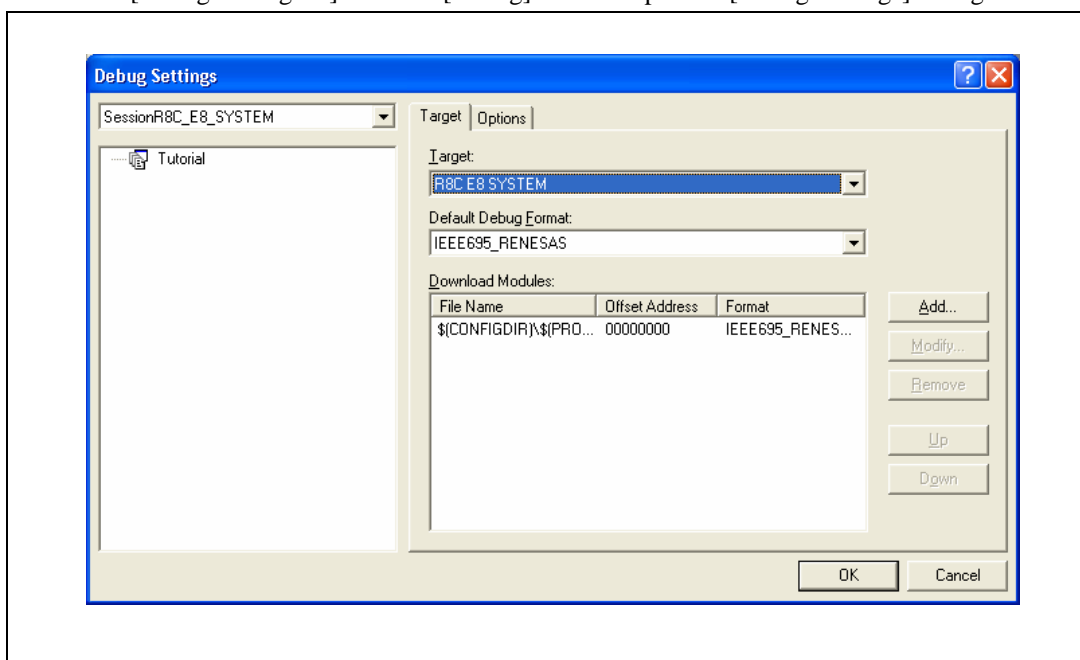 Debug Settings
SessionR8C_E8_SYSTEM
Tutorial
Target Options
Target:
R8C E8 SYSTEM
Default Debug Format:
IEEE695_RENESAS
Download Modules:
File Name Offset Address Format
$(CONFIGDIR)\$(PRO... 00000000 IEEE695_RENES...
Add...
Modify...
Remove
Up
Down
OK Cancel